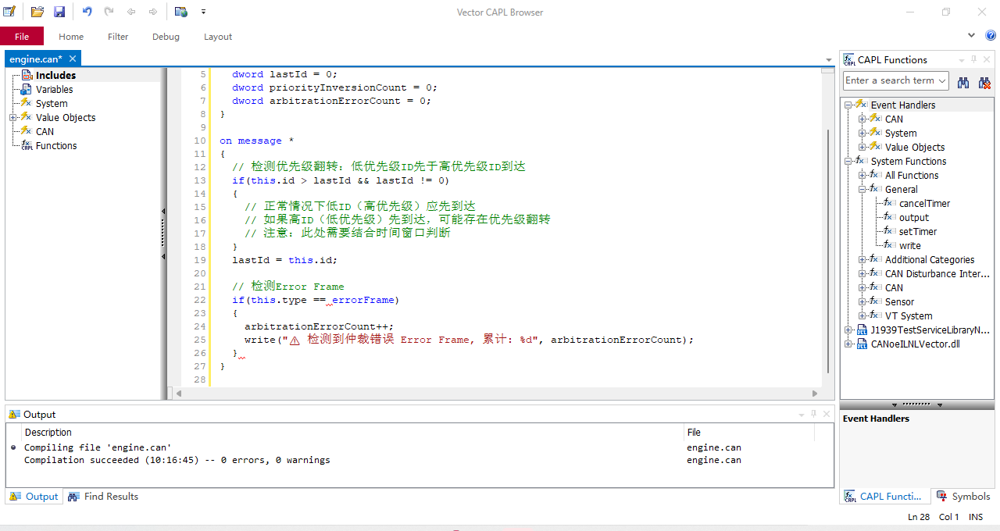 Vector CAPL Browser
File Home Filter Debug Layout
engine.can*
Includes
Variables
System
Value Objects
CAN
Functions
5 dword lastId = 0;
6 dword priorityInversionCount = 0;
7 dword arbitrationErrorCount = 0;
8 }
9
10 on message *
11 {
12 // 检测优先级翻转：低优先级ID先于高优先级ID到达
13 if(this.id > lastId && lastId != 0)
14 {
15 // 正常情况下低ID（高优先级）应先到达
16 // 如果高ID（低优先级）先到达，可能存在优先级翻转
17 // 注意：此处需要结合时间窗口判断
18 }
19 lastId = this.id;
20
21 // 检测Error Frame
22 if(this.type == errorFrame)
23 {
24 arbitrationErrorCount++;
25 write("⚠ 检测到仲裁错误 Error Frame, 累计：%d", arbitrationErrorCount);
26 }
27 }
28
CAPL Functions
Enter a search term
Event Handlers
CAN
System
Value Objects
System Functions
All Functions
General
cancelTimer
output
setTimer
write
Additional Categories
CAN Disturbance Inter...
CAN
Sensor
VT System
J1939TestServiceLibraryN...
CANoeILNLVector.dll
Event Handlers
CAPL Functi... Symbols
Output
Description File
Compiling file 'engine.can' engine.can
Compilation succeeded (10:16:45) -- 0 errors, 0 warnings engine.can
Output Find Results
Ln 28 Col 1 INS